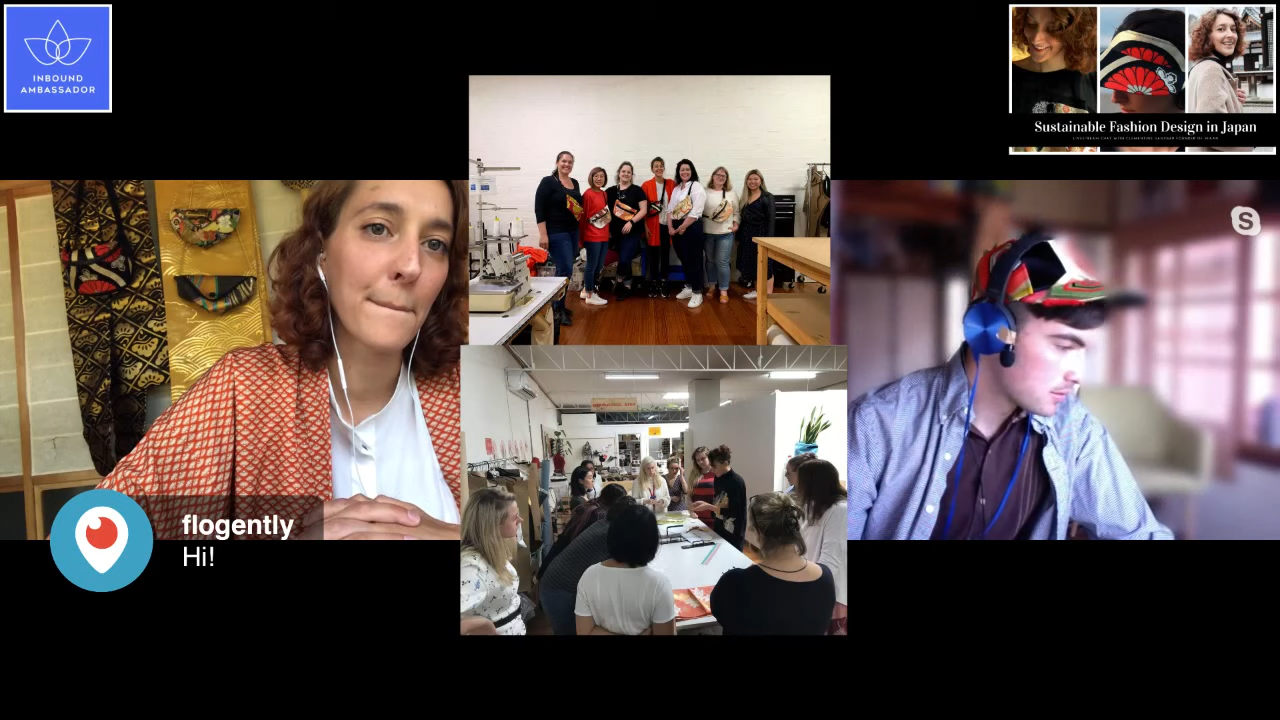 INBOUND
AMBASSADOR
Sustainable Fashion Design in Japan
flogently
Hi!